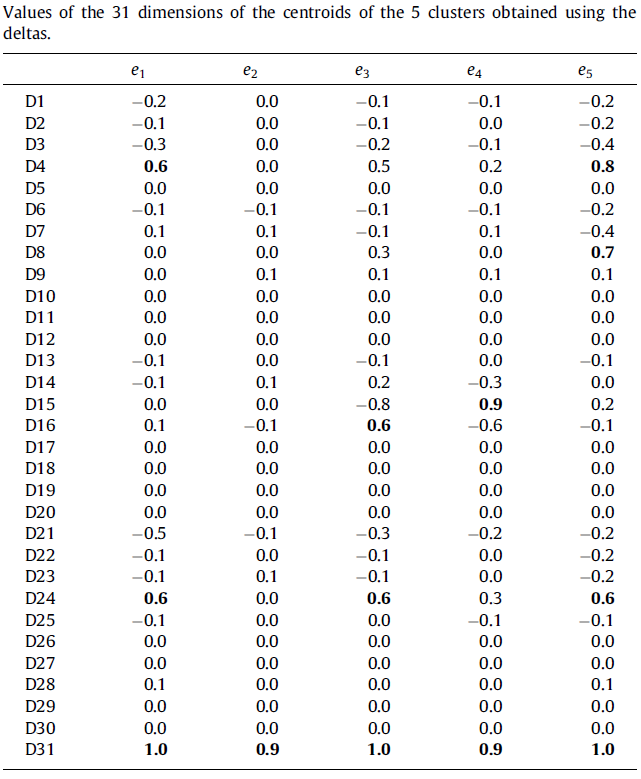 Values of the 31 dimensions of the centroids of the 5 clusters obtained using the
deltas.
e1 e2 e3 e4 e5
D1 −0.2 0.0 −0.1 −0.1 −0.2
D2 −0.1 0.0 −0.1 0.0 −0.2
D3 −0.3 0.0 −0.2 −0.1 −0.4
D4 0.6 0.0 0.5 0.2 0.8
D5 0.0 0.0 0.0 0.0 0.0
D6 −0.1 −0.1 −0.1 −0.1 −0.2
D7 0.1 0.1 −0.1 0.1 −0.4
D8 0.0 0.0 0.3 0.0 0.7
D9 0.0 0.1 0.1 0.1 0.1
D10 0.0 0.0 0.0 0.0 0.0
D11 0.0 0.0 0.0 0.0 0.0
D12 0.0 0.0 0.0 0.0 0.0
D13 −0.1 0.0 −0.1 0.0 −0.1
D14 −0.1 0.1 0.2 −0.3 0.0
D15 0.0 0.0 −0.8 0.9 0.2
D16 0.1 −0.1 0.6 −0.6 −0.1
D17 0.0 0.0 0.0 0.0 0.0
D18 0.0 0.0 0.0 0.0 0.0
D19 0.0 0.0 0.0 0.0 0.0
D20 0.0 0.0 0.0 0.0 0.0
D21 −0.5 −0.1 −0.3 −0.2 −0.2
D22 −0.1 0.0 −0.1 0.0 −0.2
D23 −0.1 0.1 −0.1 0.0 −0.2
D24 0.6 0.0 0.6 0.3 0.6
D25 −0.1 0.0 0.0 −0.1 −0.1
D26 0.0 0.0 0.0 0.0 0.0
D27 0.0 0.0 0.0 0.0 0.0
D28 0.1 0.0 0.0 0.0 0.1
D29 0.0 0.0 0.0 0.0 0.0
D30 0.0 0.0 0.0 0.0 0.0
D31 1.0 0.9 1.0 0.9 1.0